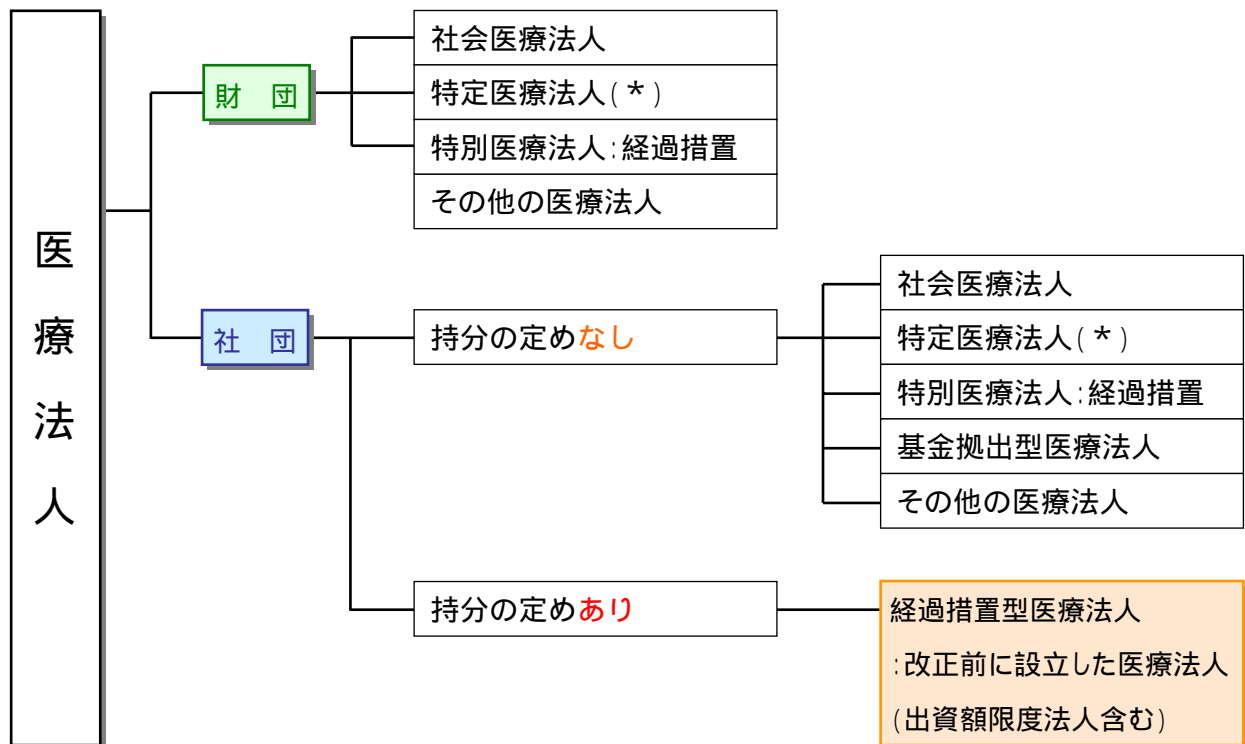 医療法人
財　団
社会医療法人
特定医療法人(*)
特別医療法人:経過措置
その他の医療法人
社　団
持分の定めなし
社会医療法人
特定医療法人(*)
特別医療法人:経過措置
基金拠出型医療法人
その他の医療法人
持分の定めあり
経過措置型医療法人
:改正前に設立した医療法人
(出資額限度法人含む)